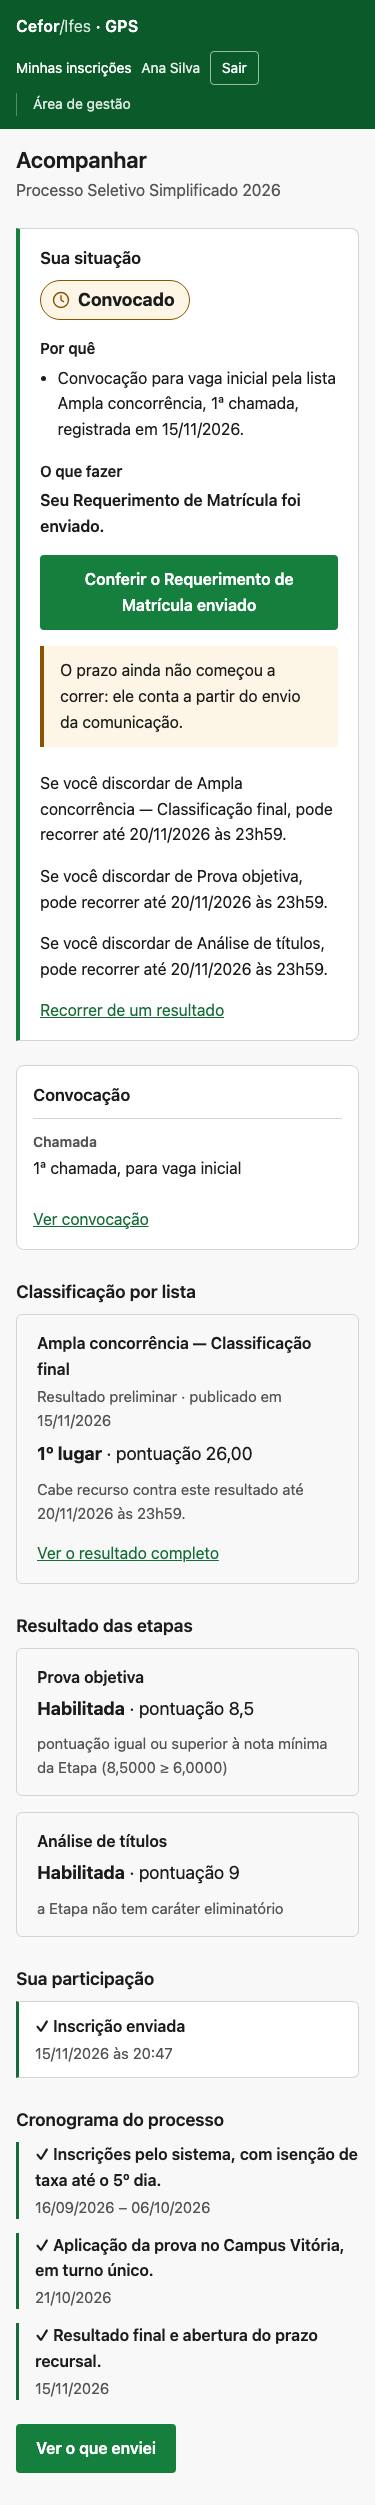 Cefor/Ifes · GPS
Minhas inscrições Ana Silva Sair
Área de gestão
Acompanhar
Processo Seletivo Simplificado 2026
Sua situação
Convocado
Por quê
• Convocação para vaga inicial pela lista
Ampla concorrência, 1ª chamada,
registrada em 15/11/2026.
O que fazer
Seu Requerimento de Matrícula foi
enviado.
Conferir o Requerimento de
Matrícula enviado
O prazo ainda não começou a
correr: ele conta a partir do envio
da comunicação.
Se você discordar de Ampla
concorrência — Classificação final, pode
recorrer até 20/11/2026 às 23h59.
Se você discordar de Prova objetiva,
pode recorrer até 20/11/2026 às 23h59.
Se você discordar de Análise de títulos,
pode recorrer até 20/11/2026 às 23h59.
Recorrer de um resultado
Convocação
Chamada
1ª chamada, para vaga inicial
Ver convocação
Classificação por lista
Ampla concorrência — Classificação
final
Resultado preliminar · publicado em
15/11/2026
1º lugar · pontuação 26,00
Cabe recurso contra este resultado até
20/11/2026 às 23h59.
Ver o resultado completo
Resultado das etapas
Prova objetiva
Habilitada · pontuação 8,5
pontuação igual ou superior à nota mínima
da Etapa (8,5000 ≥ 6,0000)
Análise de títulos
Habilitada · pontuação 9
a Etapa não tem caráter eliminatório
Sua participação
✓ Inscrição enviada
15/11/2026 às 20:47
Cronograma do processo
✓ Inscrições pelo sistema, com isenção de
taxa até o 5º dia.
16/09/2026 – 06/10/2026
✓ Aplicação da prova no Campus Vitória,
em turno único.
21/10/2026
✓ Resultado final e abertura do prazo
recursal.
15/11/2026
Ver o que enviei